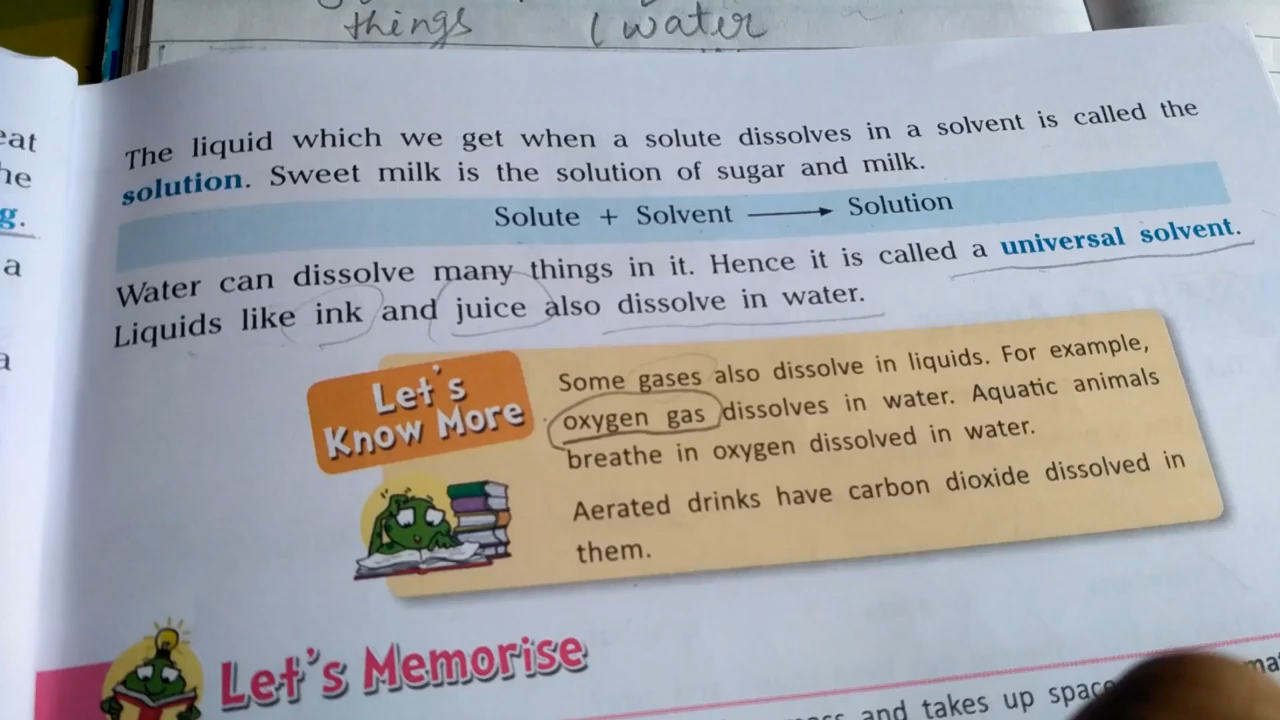 things ( water
eat
he
g.
a
a
The liquid which we get when a solute dissolves in a solvent is called the
solution. Sweet milk is the solution of sugar and milk.
Solute + Solvent ⟶ Solution
Water can dissolve many things in it. Hence it is called a universal solvent.
Liquids like ink and juice also dissolve in water.
Let's
Know More
Some gases also dissolve in liquids. For example,
oxygen gas dissolves in water. Aquatic animals
breathe in oxygen dissolved in water.
Aerated drinks have carbon dioxide dissolved in
them.
Let's Memorise
and takes up space